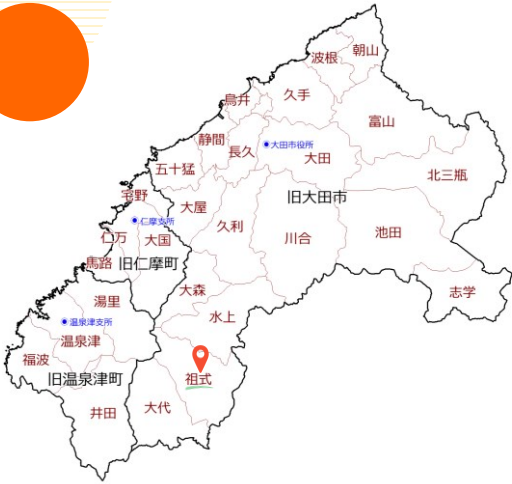 朝山
波根
久手
鳥井
富山
静間
長久
大田市役所
大田
五十猛
北三瓶
宅野
大屋
旧大田市
仁摩支所
久利
池田
仁万
大国
川合
馬路
旧仁摩町
大森
志学
湯里
水上
温泉津支所
温泉津
福波
旧温泉津町
祖式
井田
大代